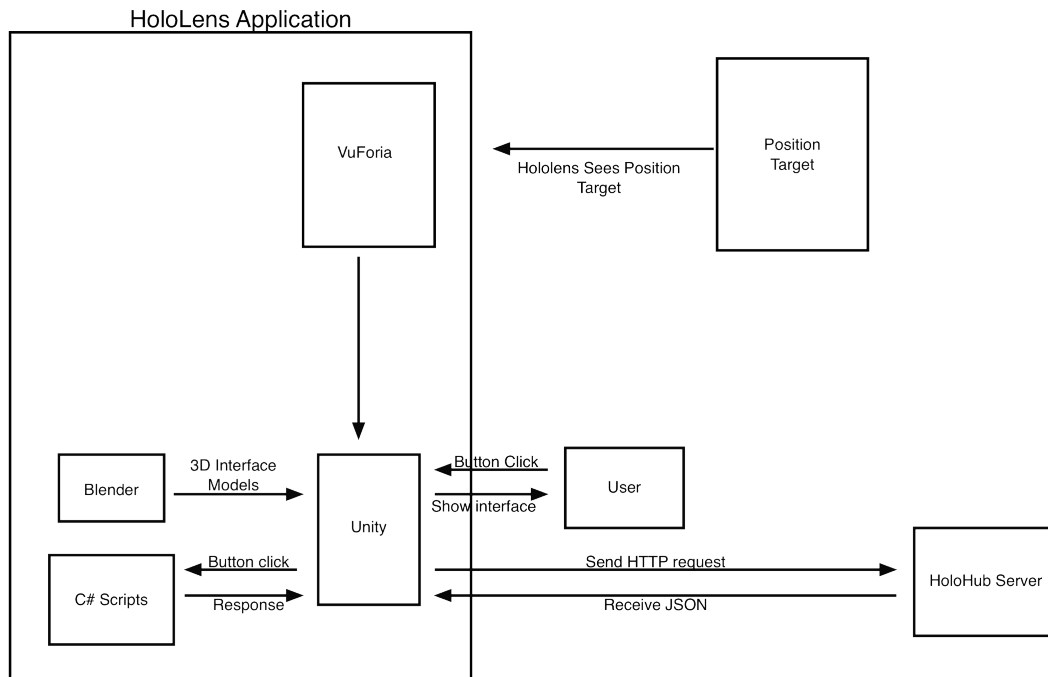 HoloLens Application
VuForia
Position
Target
Hololens Sees Position
Target
3D Interface
Models
Blender
Button Click
Show interface
User
Unity
Button click
Response
C# Scripts
Send HTTP request
Receive JSON
HoloHub Server